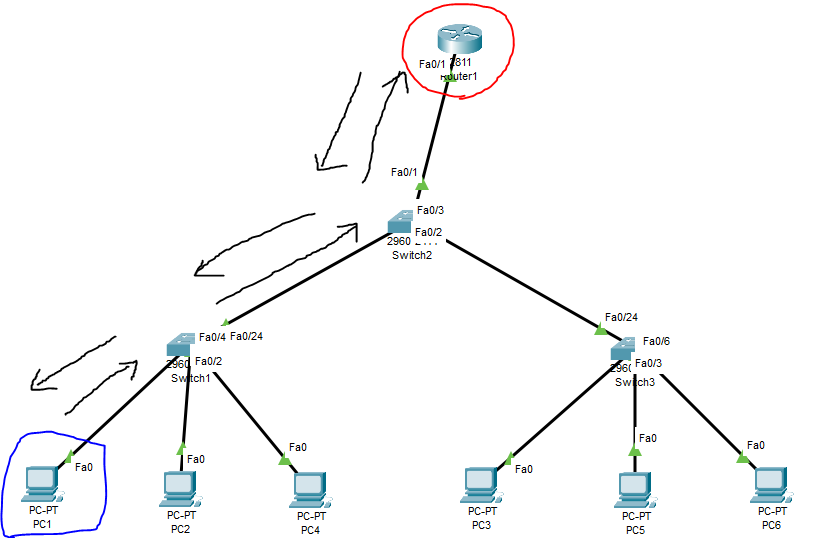 Fa0/1 2811
Router1
Fa0/1
Fa0/3
Fa0/2
2960
Switch2
Fa0/24
Fa0/4 Fa0/24
Fa0/6
Fa0/2
Fa0/3
2960
Switch1
Switch3
Fa0
Fa0
Fa0
Fa0
Fa0
Fa0
PC-PT
PC1
PC-PT
PC2
PC-PT
PC4
PC-PT
PC3
PC-PT
PC5
PC-PT
PC6